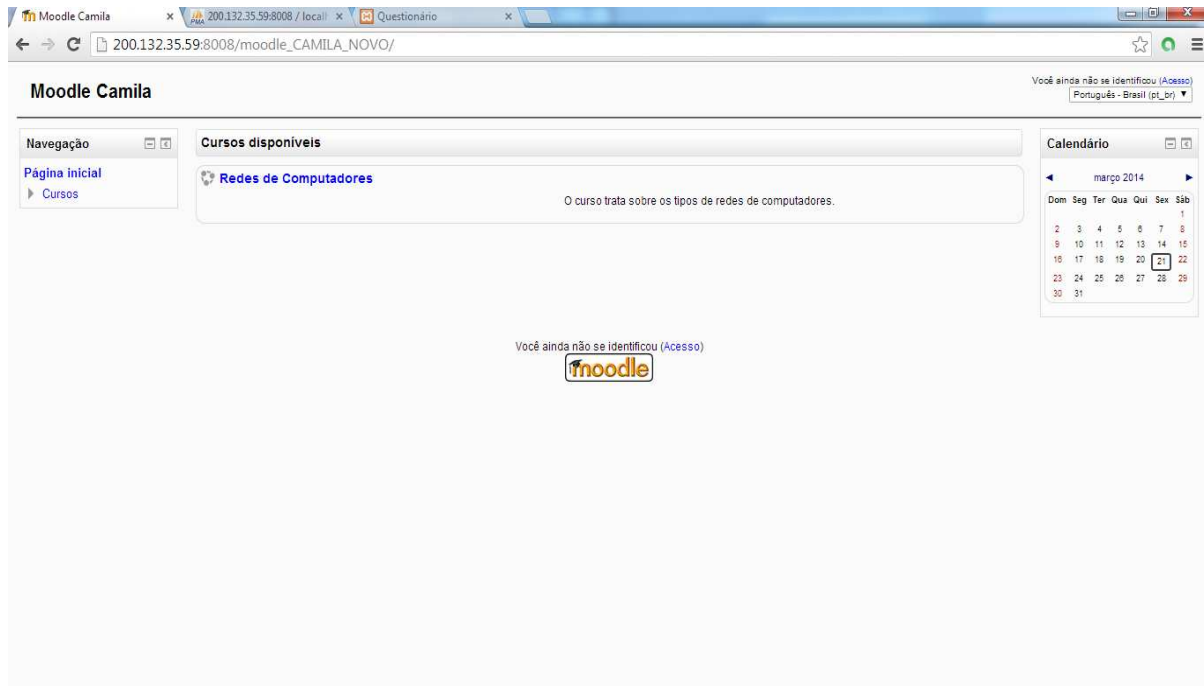 Moodle Camila
200.132.35.59:8008 / locall
Questionário
200.132.35.59:8008/moodle_CAMILA_NOVO/
Moodle Camila
Você ainda não se identificou (Acesso)
Português - Brasil (pt_br)
Navegação
Página inicial
Cursos
Cursos disponíveis
Redes de Computadores
O curso trata sobre os tipos de redes de computadores.
Calendário
março 2014
Dom Seg Ter Qua Qui Sex Sáb
1
2 3 4 5 6 7 8
9 10 11 12 13 14 15
16 17 18 19 20 21 22
23 24 25 26 27 28 29
30 31
Você ainda não se identificou (Acesso)
moodle